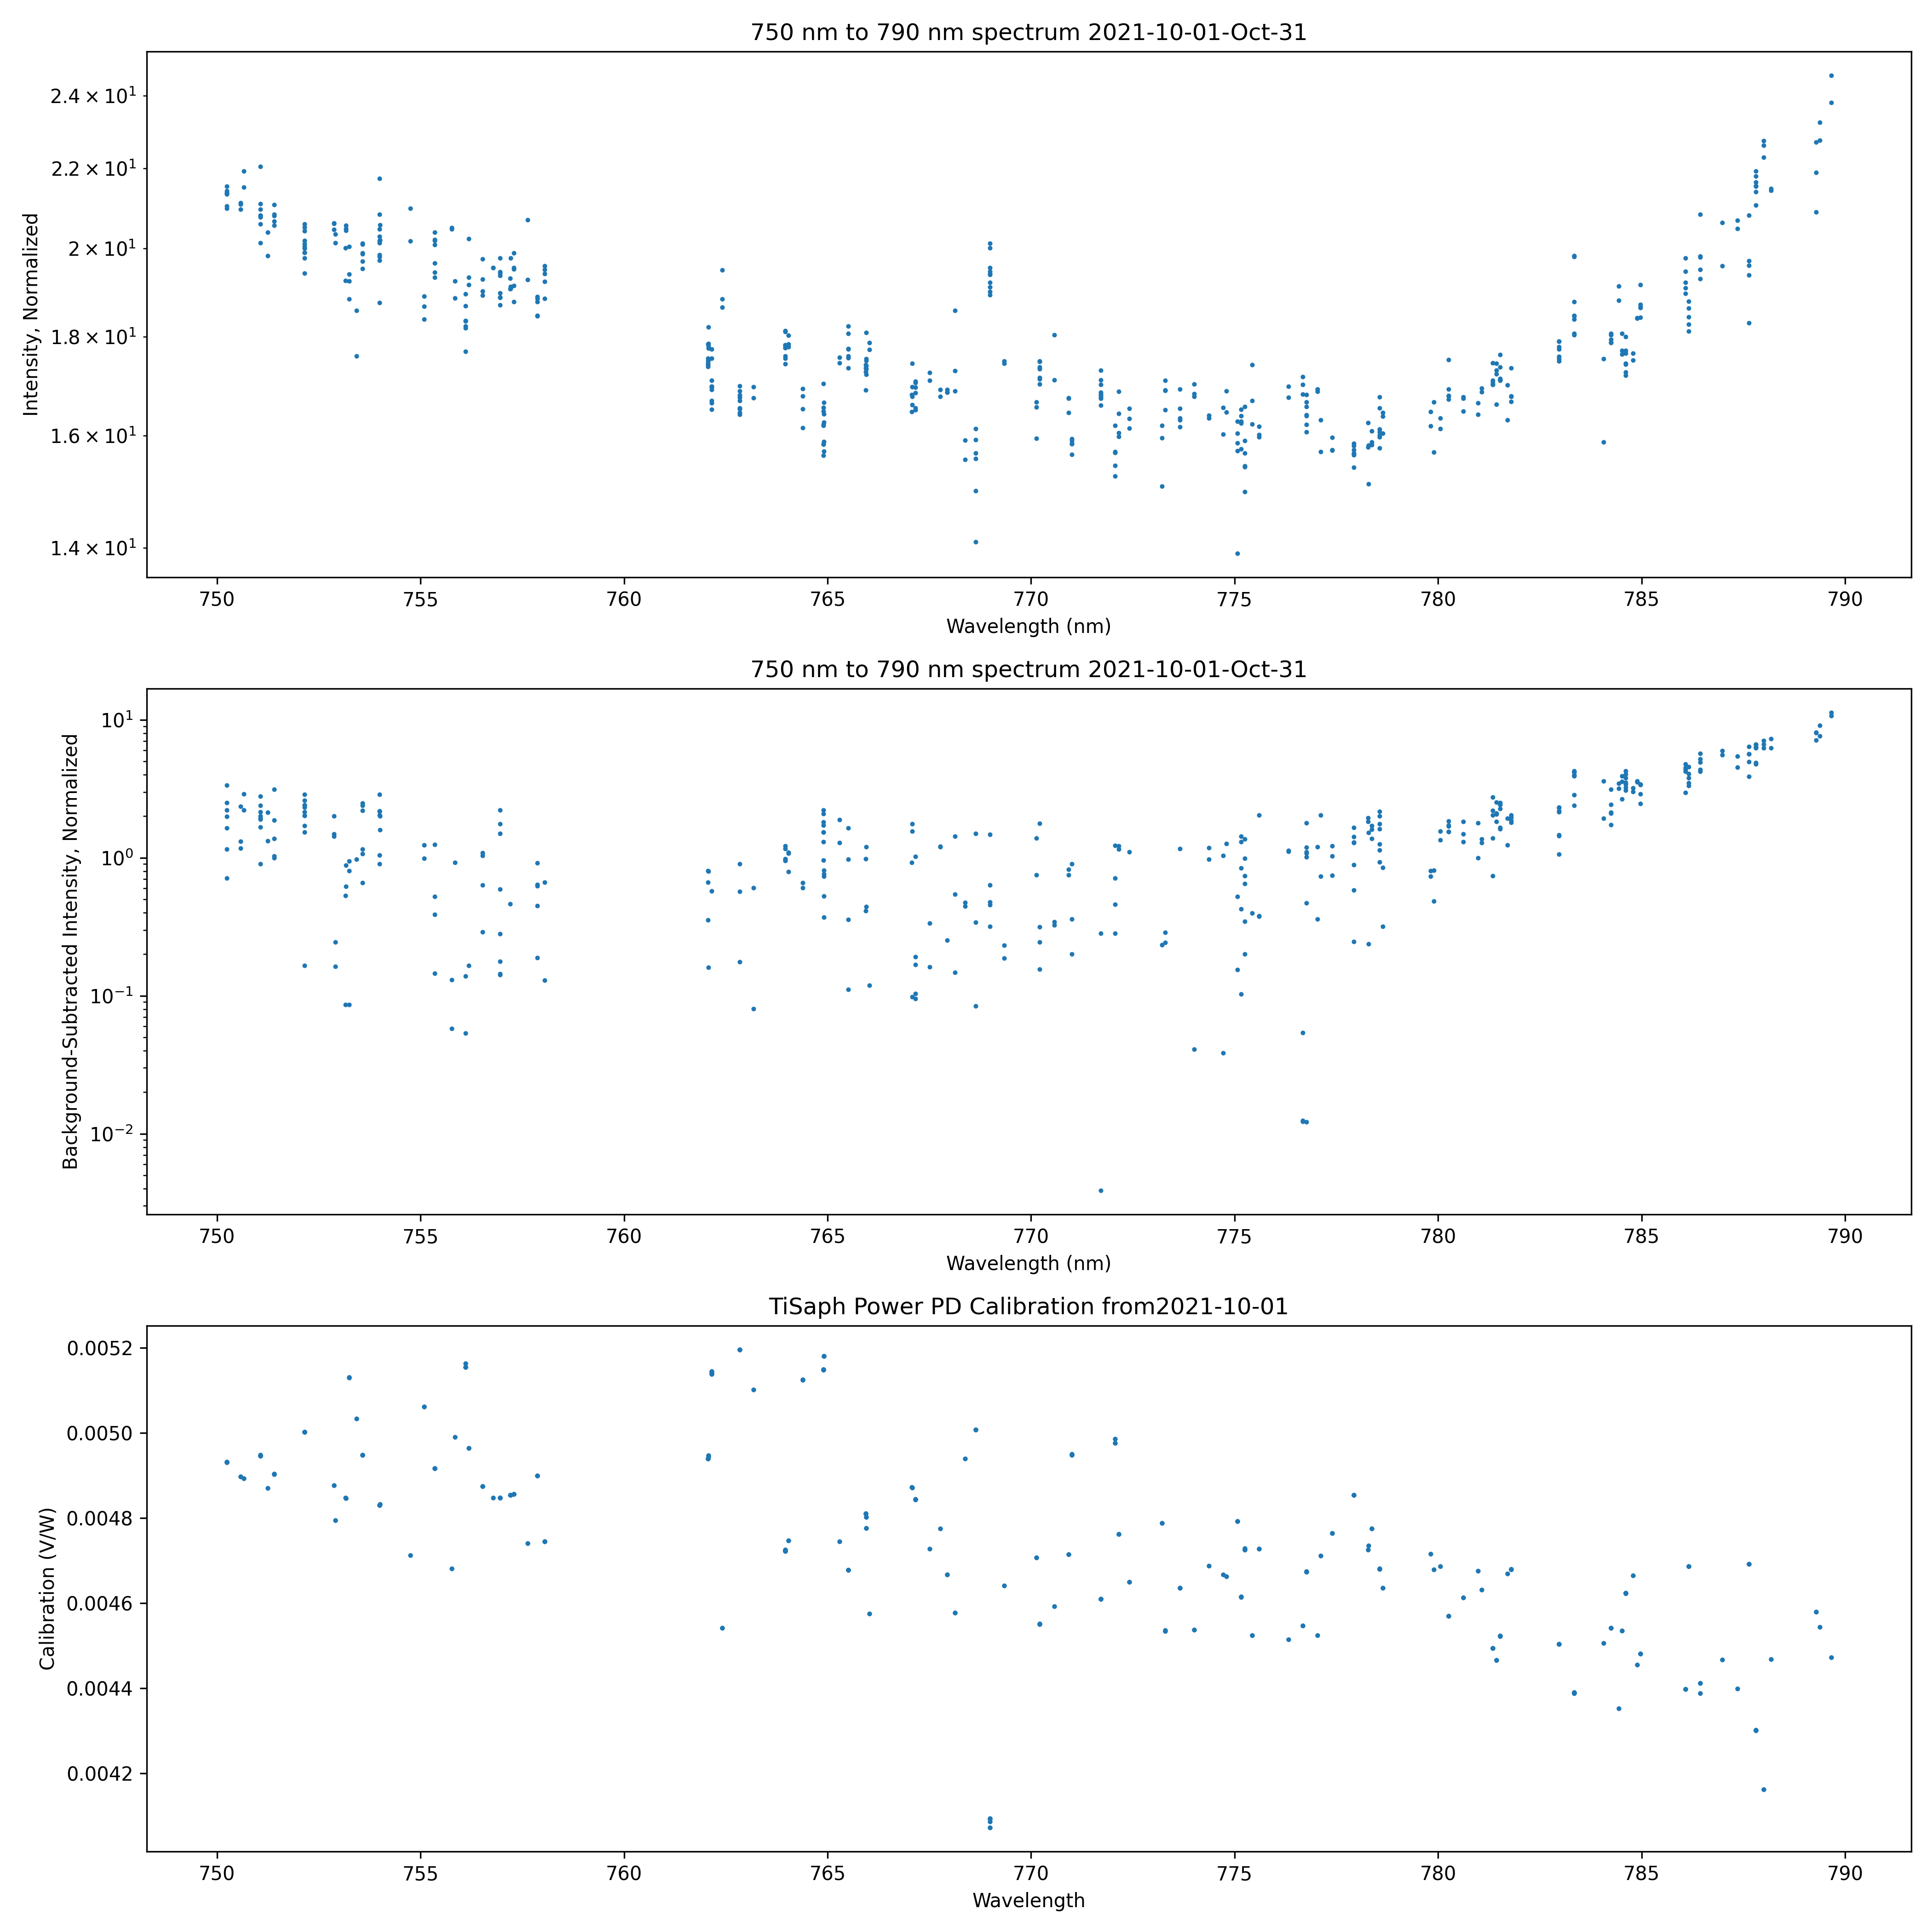 750 nm to 790 nm spectrum 2021-10-01-Oct-31
Intensity, Normalized
2.4 × 10¹
2.2 × 10¹
2 × 10¹
1.8 × 10¹
1.6 × 10¹
1.4 × 10¹
750 755 760 765 770 775 780 785 790
Wavelength (nm)
750 nm to 790 nm spectrum 2021-10-01-Oct-31
Background-Subtracted Intensity, Normalized
10¹
10⁰
10⁻¹
10⁻²
750 755 760 765 770 775 780 785 790
Wavelength (nm)
TiSaph Power PD Calibration from2021-10-01
Calibration (V/W)
0.0052
0.0050
0.0048
0.0046
0.0044
0.0042
750 755 760 765 770 775 780 785 790
Wavelength